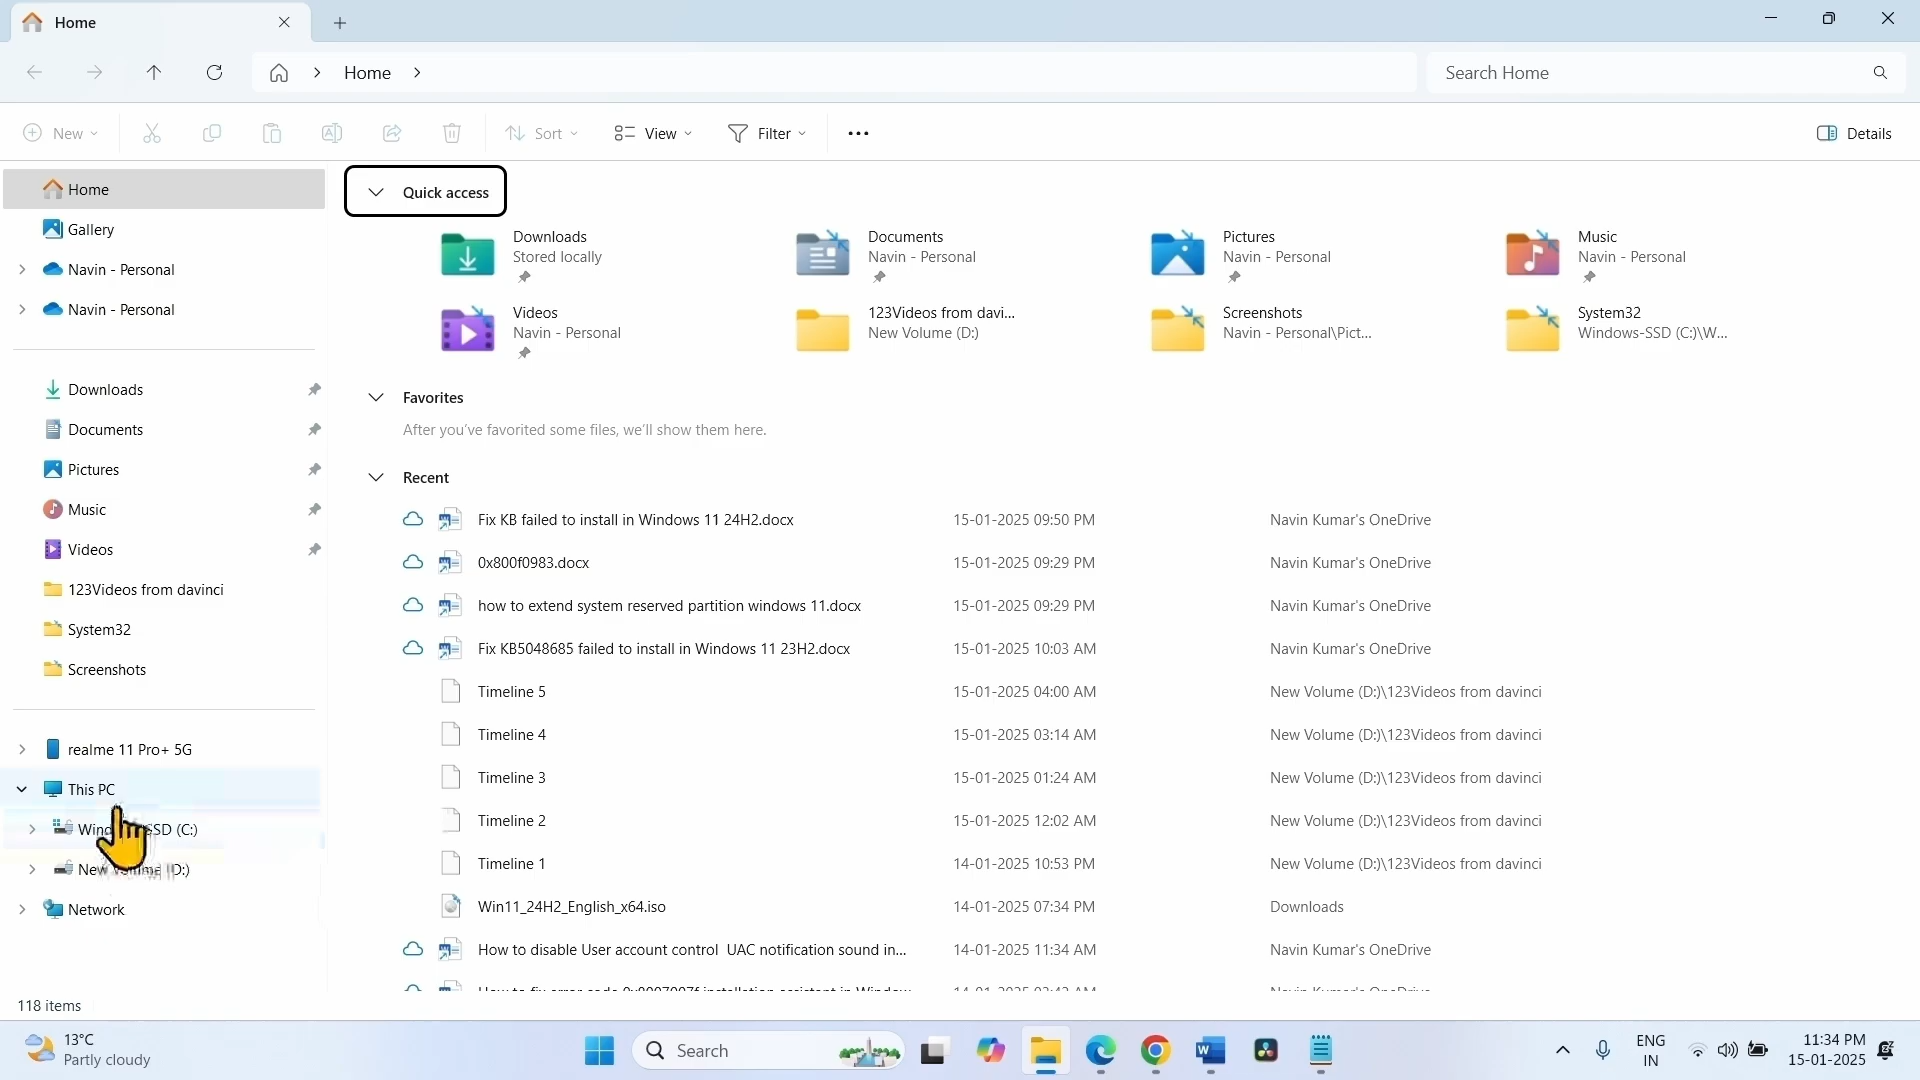 Home
Home
Search Home
New
Sort
View
Filter
Details
Home
Gallery
Navin - Personal
Navin - Personal
Downloads
Documents
Pictures
Music
Videos
123Videos from davinci
System32
Screenshots
realme 11 Pro+ 5G
This PC
SSD (C:)
Network
Quick access
Downloads
Stored locally
Documents
Navin - Personal
Pictures
Navin - Personal
Music
Navin - Personal
Videos
Navin - Personal
123Videos from davi...
New Volume (D:)
Screenshots
Navin - Personal\Pict...
System32
Windows-SSD (C:)\W...
Favorites
After you've favorited some files, we'll show them here.
Recent
Fix KB failed to install in Windows 11 24H2.docx 15-01-2025 09:50 PM Navin Kumar's OneDrive
0x800f0983.docx 15-01-2025 09:29 PM Navin Kumar's OneDrive
how to extend system reserved partition windows 11.docx 15-01-2025 09:29 PM Navin Kumar's OneDrive
Fix KB5048685 failed to install in Windows 11 23H2.docx 15-01-2025 10:03 AM Navin Kumar's OneDrive
Timeline 5 15-01-2025 04:00 AM New Volume (D:)\123Videos from davinci
Timeline 4 15-01-2025 03:14 AM New Volume (D:)\123Videos from davinci
Timeline 3 15-01-2025 01:24 AM New Volume (D:)\123Videos from davinci
Timeline 2 15-01-2025 12:02 AM New Volume (D:)\123Videos from davinci
Timeline 1 14-01-2025 10:53 PM New Volume (D:)\123Videos from davinci
Win11_24H2_English_x64.iso 14-01-2025 07:34 PM Downloads
How to disable User account control UAC notification sound in... 14-01-2025 11:34 AM Navin Kumar's OneDrive
118 items
13°C
Partly cloudy
Search
ENG
IN
11:34 PM
15-01-2025